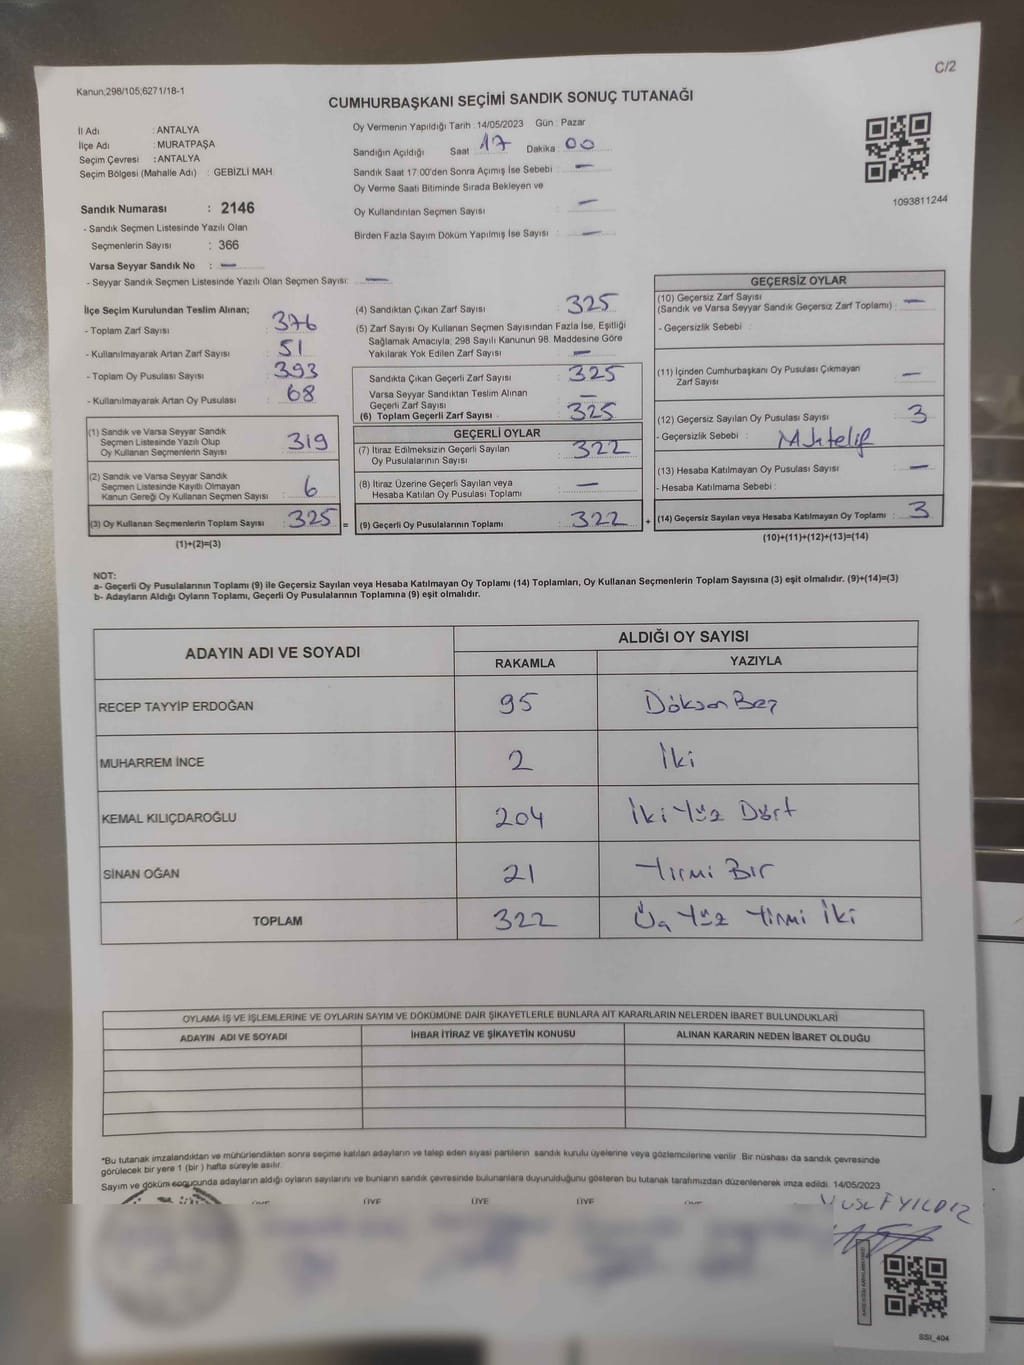 C/2
Kanun;298/105;6271/18-1
CUMHURBAŞKANI SEÇİMİ SANDIK SONUÇ TUTANAĞI
İl Adı : ANTALYA
İlçe Adı : MURATPAŞA
Seçim Çevresi : ANTALYA
Seçim Bölgesi (Mahalle Adı) : GEBİZLİ MAH
Sandık Numarası : 2146
- Sandık Seçmen Listesinde Yazılı Olan
Seçmenlerin Sayısı : 366
Varsa Seyyar Sandık No : —
- Seyyar Sandık Seçmen Listesinde Yazılı Olan Seçmen Sayısı: —
Oy Vermenin Yapıldığı Tarih : 14/05/2023 Gün : Pazar
Sandığın Açıldığı Saat 17 Dakika : 00
Sandık Saat 17:00'den Sonra Açımış İse Sebebi : —
Oy Verme Saati Bitiminde Sırada Bekleyen ve
Oy Kullandırılan Seçmen Sayısı : —
Birden Fazla Sayım Döküm Yapılmış İse Sayısı : —
1093811244
İlçe Seçim Kurulundan Teslim Alınan;
- Toplam Zarf Sayısı : 376
- Kullanılmayarak Artan Zarf Sayısı : 51
- Toplam Oy Pusulası Sayısı : 393
- Kullanılmayarak Artan Oy Pusulası : 68
(1) Sandık ve Varsa Seyyar Sandık
Seçmen Listesinde Yazılı Olup
Oy Kullanan Seçmenlerin Sayısı : 319
(2) Sandık ve Varsa Seyyar Sandık
Seçmen Listesinde Kayıtlı Olmayan
Kanun Gereği Oy Kullanan Seçmen Sayısı : 6
(3) Oy Kullanan Seçmenlerin Toplam Sayısı : 325 =
(1)+(2)=(3)
(4) Sandıktan Çıkan Zarf Sayısı : 325
(5) Zarf Sayısı Oy Kullanan Seçmen Sayısından Fazla İse, Eşitliği
Sağlamak Amacıyla; 298 Sayılı Kanunun 98. Maddesine Göre
Yakılarak Yok Edilen Zarf Sayısı : —
Sandıkta Çıkan Geçerli Zarf Sayısı : 325
Varsa Seyyar Sandıktan Teslim Alınan
Geçerli Zarf Sayısı : —
(6) Toplam Geçerli Zarf Sayısı : 325
GEÇERLİ OYLAR
(7) İtiraz Edilmeksizin Geçerli Sayılan
Oy Pusulalarının Sayısı : 322
(8) İtiraz Üzerine Geçerli Sayılan veya
Hesaba Katılan Oy Pusulası Toplamı : —
(9) Geçerli Oy Pusulalarının Toplamı : 322 +
GEÇERSİZ OYLAR
(10) Geçersiz Zarf Sayısı
(Sandık ve Varsa Seyyar Sandık Geçersiz Zarf Toplamı) : —
- Geçersizlik Sebebi :
(11) İçinden Cumhurbaşkanı Oy Pusulası Çıkmayan
Zarf Sayısı : —
(12) Geçersiz Sayılan Oy Pusulası Sayısı : 3
- Geçersizlik Sebebi : Muhtelif
(13) Hesaba Katılmayan Oy Pusulası Sayısı : —
- Hesaba Katılmama Sebebi :
(14) Geçersiz Sayılan veya Hesaba Katılmayan Oy Toplamı : 3
(10)+(11)+(12)+(13)=(14)
NOT:
a- Geçerli Oy Pusulalarının Toplamı (9) ile Geçersiz Sayılan veya Hesaba Katılmayan Oy Toplamı (14) Toplamları, Oy Kullanan Seçmenlerin Toplam Sayısına (3) eşit olmalıdır. (9)+(14)=(3)
b- Adayların Aldığı Oyların Toplamı, Geçerli Oy Pusulalarının Toplamına (9) eşit olmalıdır.
ADAYIN ADI VE SOYADI
ALDIĞI OY SAYISI
RAKAMLA YAZIYLA
RECEP TAYYİP ERDOĞAN 95 Doksan Beş
MUHARREM İNCE 2 İki
KEMAL KILIÇDAROĞLU 204 İki Yüz Dört
SİNAN OĞAN 21 Yirmi Bir
TOPLAM 322 Üç Yüz Yirmi İki
OYLAMA İŞ VE İŞLEMLERİNE VE OYLARIN SAYIM VE DÖKÜMÜNE DAİR ŞİKAYETLERLE BUNLARA AİT KARARLARIN NELERDEN İBARET BULUNDUKLARİ
ADAYIN ADI VE SOYADI İHBAR İTİRAZ VE ŞİKAYETİN KONUSU ALINAN KARARIN NEDEN İBARET OLDUĞU
*Bu tutanak imzalandıktan ve mühürlendikten sonra seçime katılan adayların ve talep eden siyasi partilerin sandık kurulu üyelerine veya gözlemcilerine verilir. Bir nüshası da sandık çevresinde
görülecek bir yere 1 (bir ) hafta süreyle asılır.
Sayım ve döküm sonucunda adayların aldığı oyların sayılarını ve bunların sandık çevresinde bulunanlara duyurulduğunu gösteren bu tutanak tarafımızdan düzenlenerek imza edildi. 14/05/2023
ÜYE ÜYE ÜYE
YUSUF YILDIZ
SSI_404